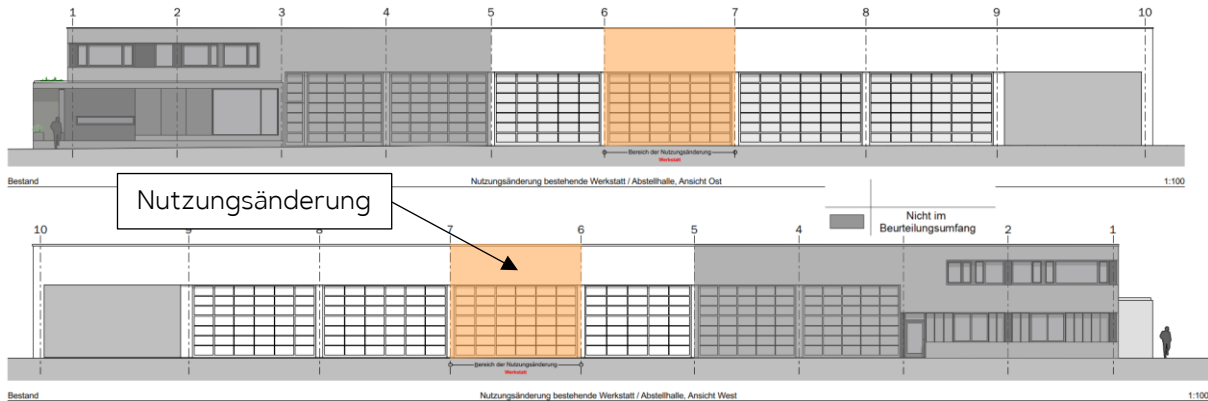 1 2 3 4 5 6 7 8 9 10
Bereich der Nutzungsänderung
Werkstatt
Bestand Nutzungsänderung bestehende Werkstatt / Abstellhalle, Ansicht Ost 1:100
Nutzungsänderung
Nicht im
Beurteilungsumfang
10 9 8 7 6 5 4 2 1
Bereich der Nutzungsänderung
Werkstatt
Bestand Nutzungsänderung bestehende Werkstatt / Abstellhalle, Ansicht West 1:100